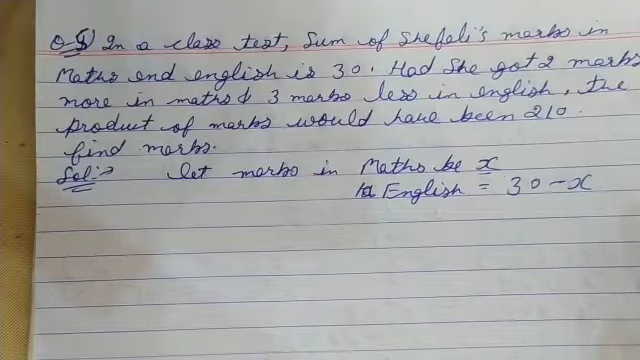 Q-5) In a class test, Sum of Shefali's marks in
Maths and english is 30. Had She got 2 marks
more in maths & 3 marks less in english, the
product of marks would have been 210.
find marks.
Sol:→ let marks in Maths be x
English = 30-x